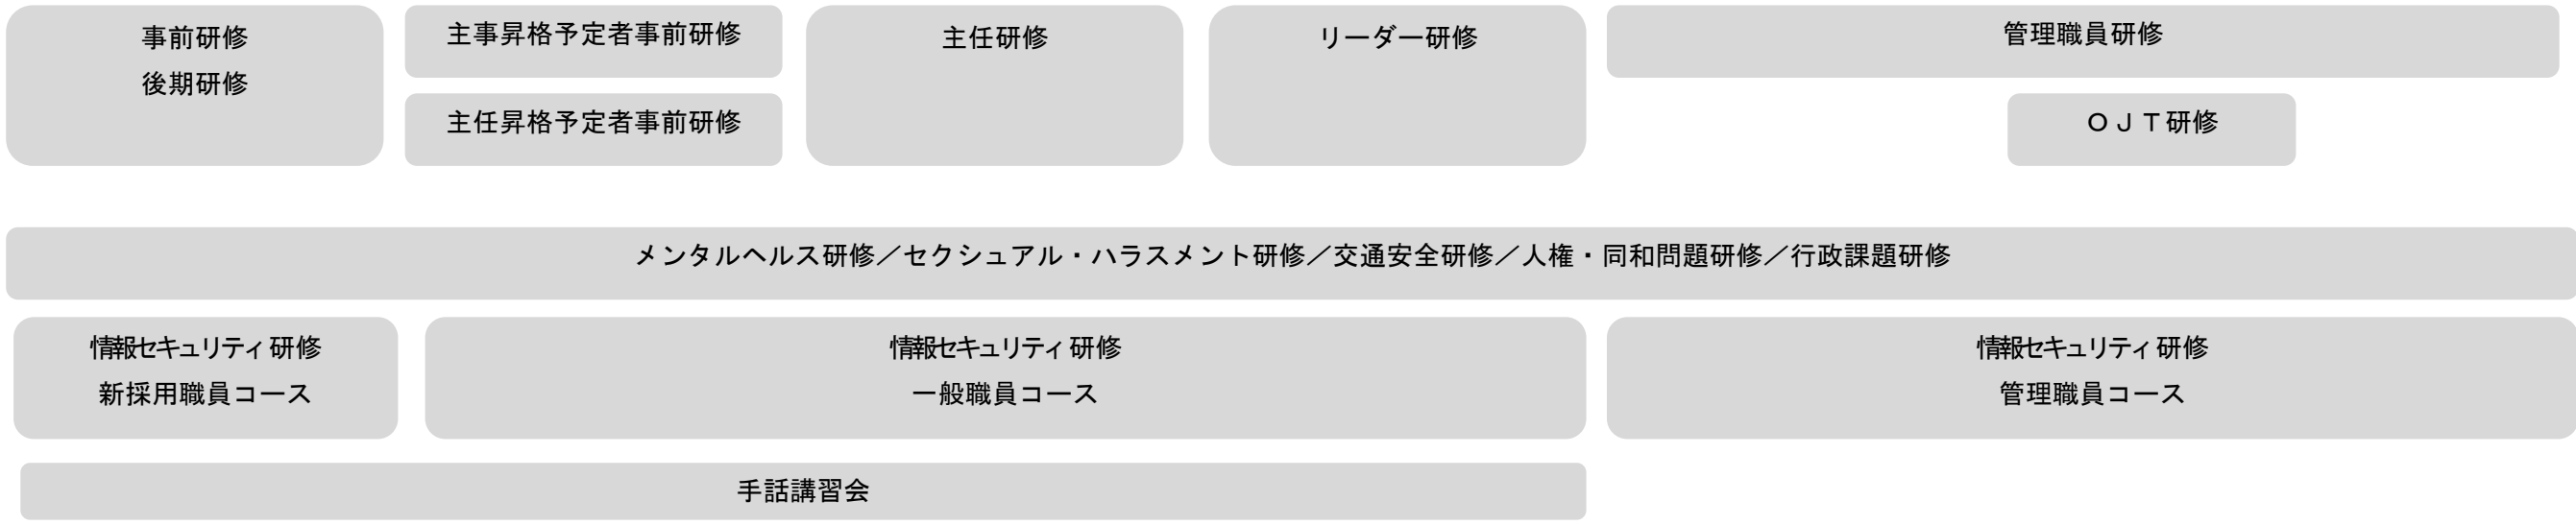 事前研修
後期研修
主事昇格予定者事前研修
主任昇格予定者事前研修
主任研修
リーダー研修
管理職員研修
ＯＪＴ研修
メンタルヘルス研修／セクシュアル・ハラスメント研修／交通安全研修／人権・同和問題研修／行政課題研修
情報セキュリティ研修
新採用職員コース
情報セキュリティ研修
一般職員コース
情報セキュリティ研修
管理職員コース
手話講習会